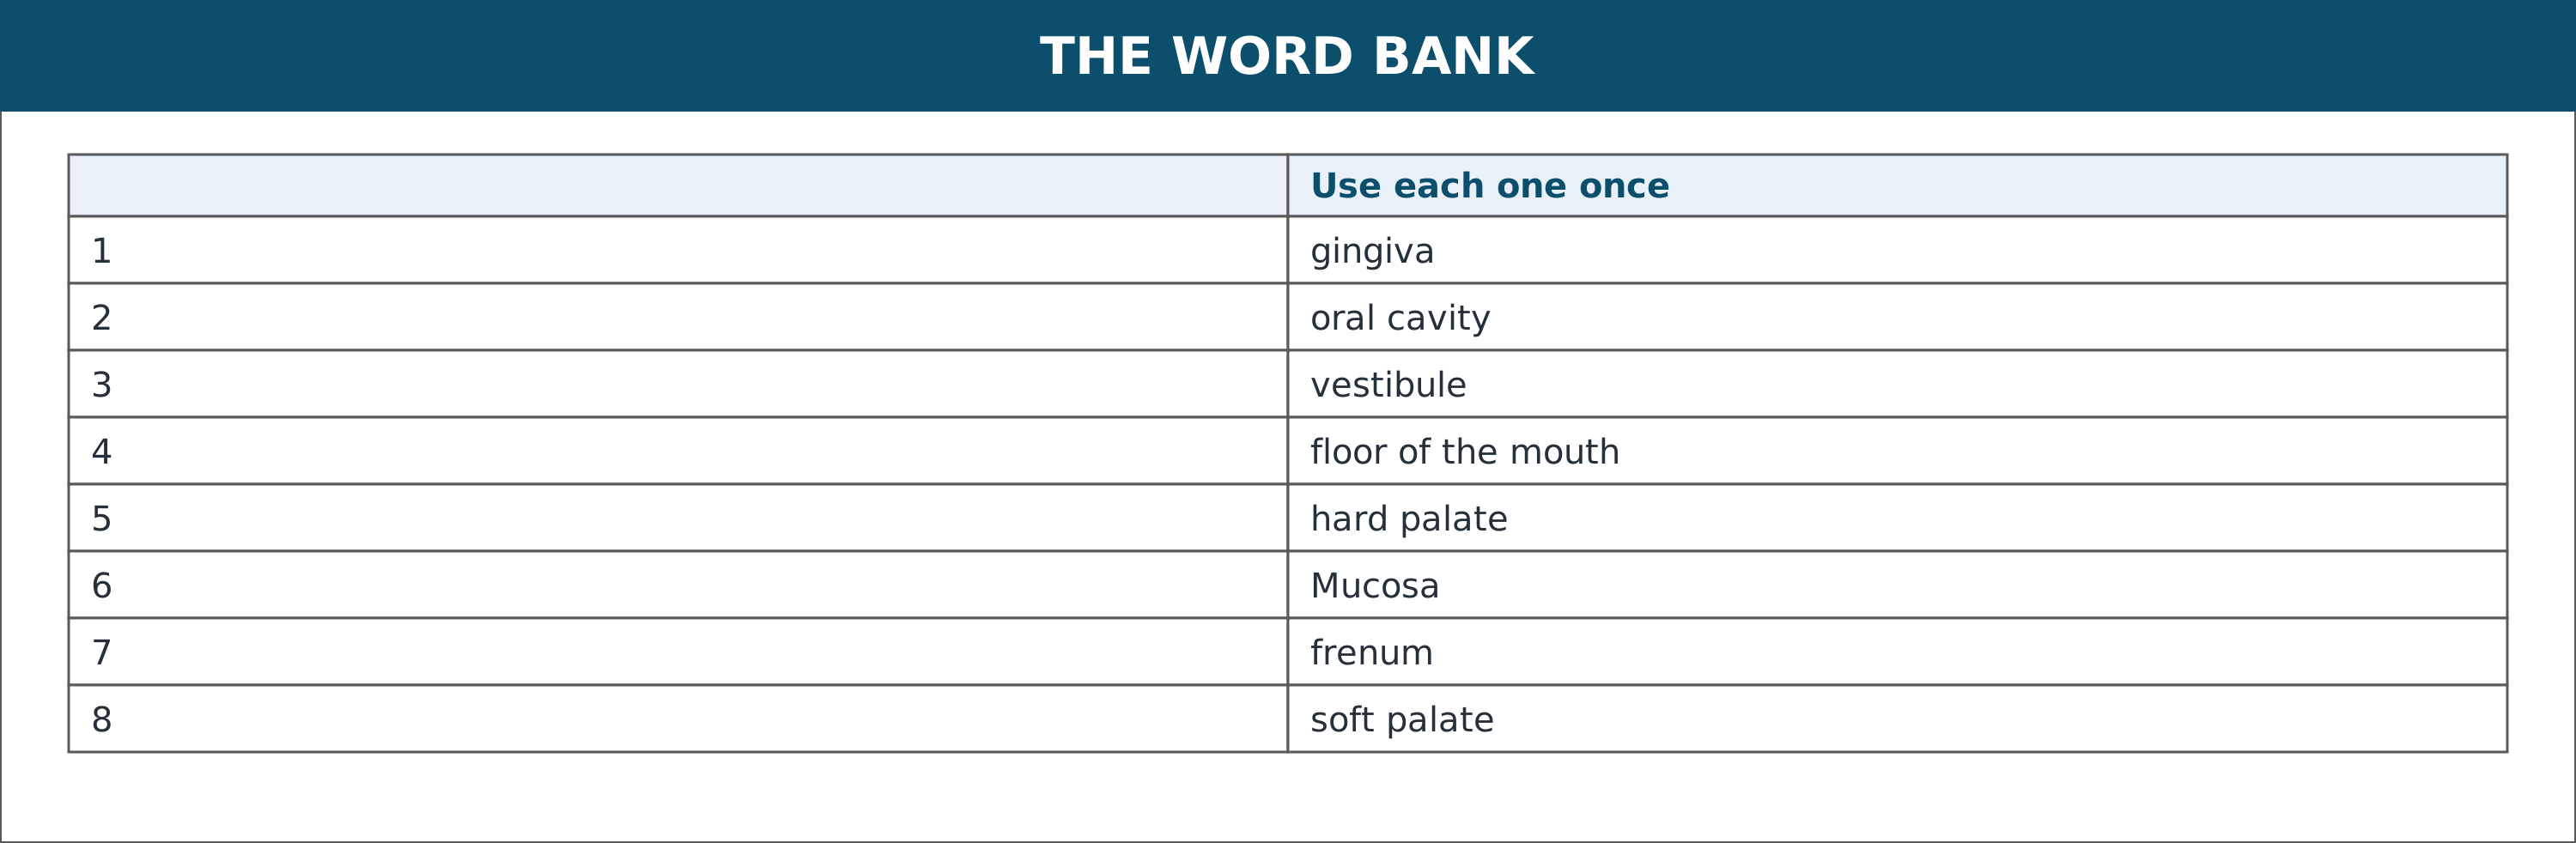 THE WORD BANK
Use each one once
1 gingiva
2 oral cavity
3 vestibule
4 floor of the mouth
5 hard palate
6 Mucosa
7 frenum
8 soft palate